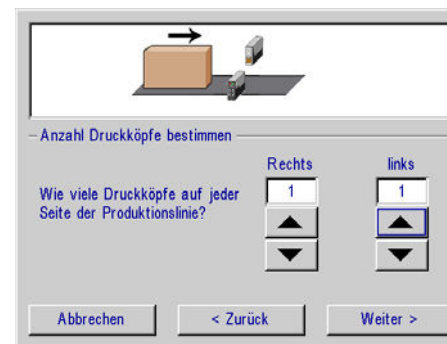 Anzahl Druckköpfe bestimmen
Rechts links
Wie viele Druckköpfe auf jeder
Seite der Produktionslinie?
1 1
Abbrechen < Zurück Weiter >